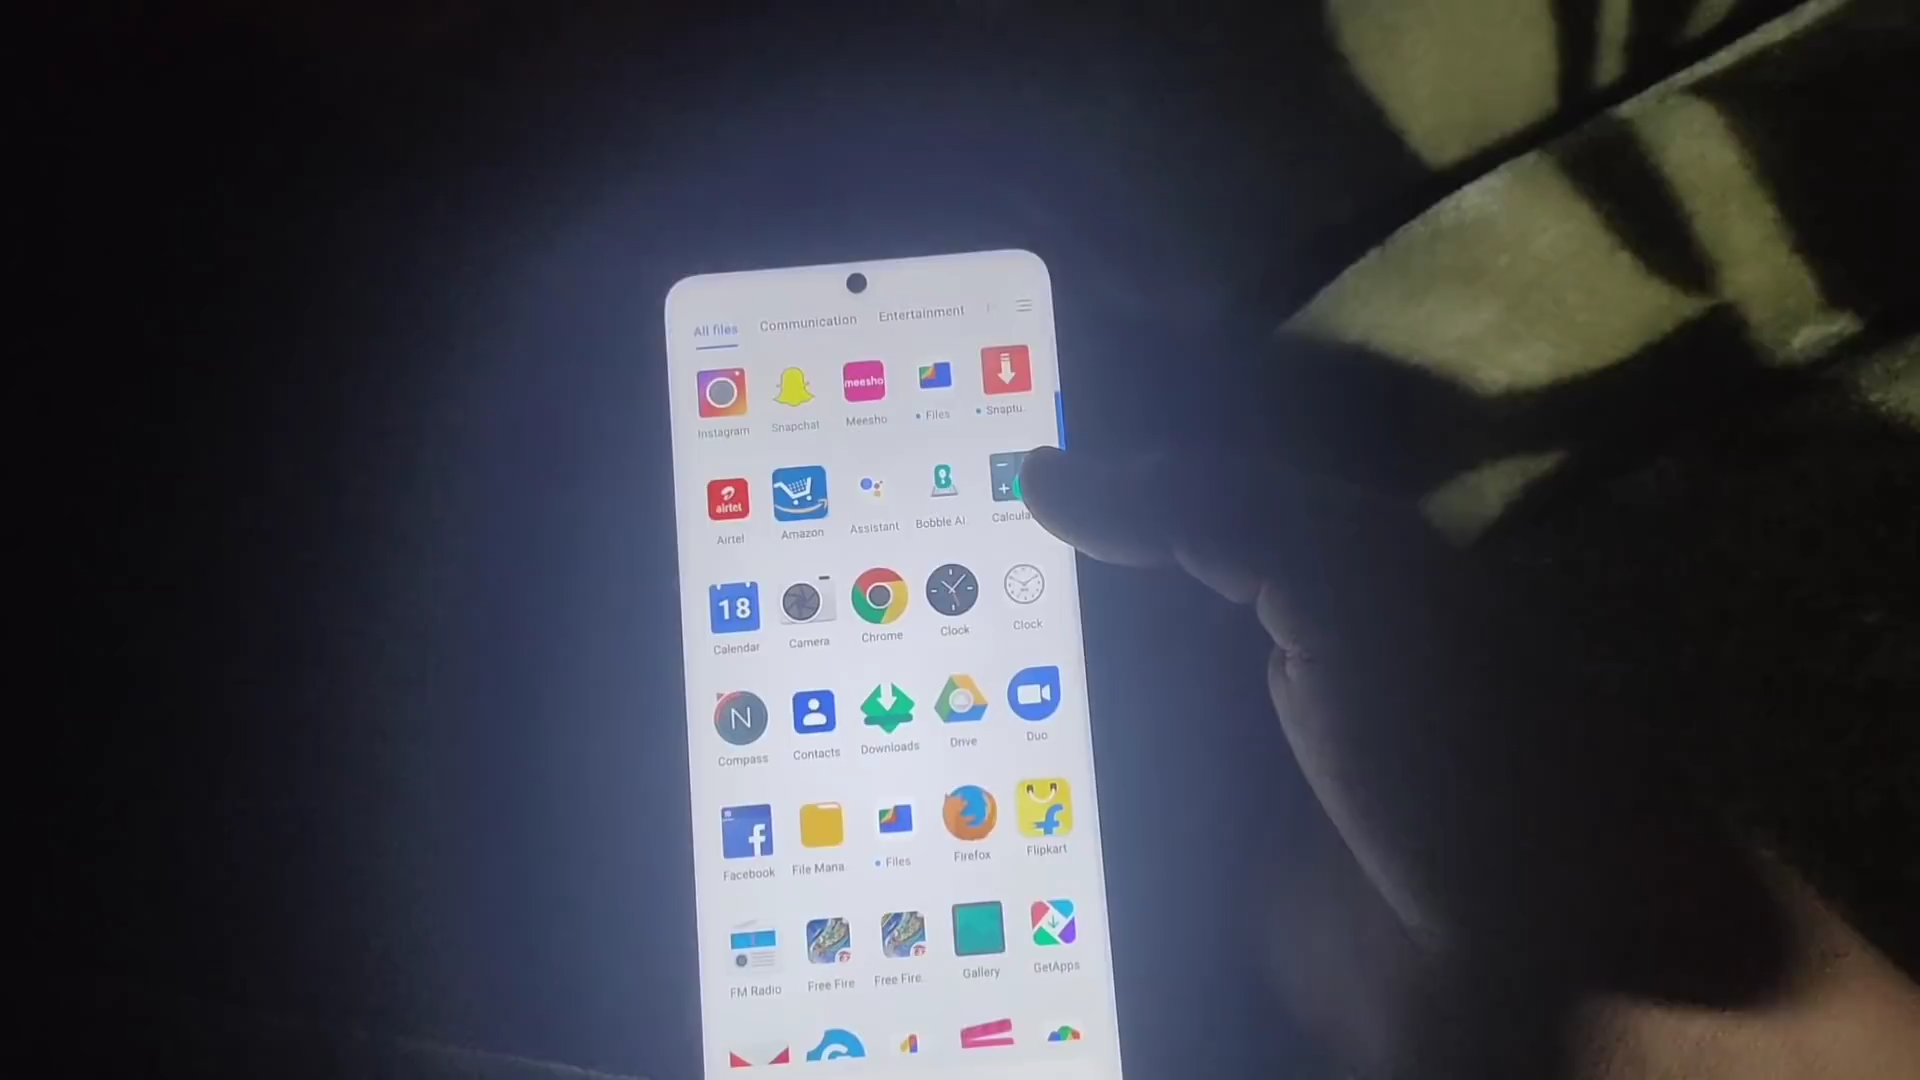 All files Communication Entertainment
meesho
Instagram Snapchat Meesho Files Snaptu
airtel
Airtel Amazon Assistant Bobble AI Calcula
18
Calendar Camera Chrome Clock Clock
N
Compass Contacts Downloads Drive Duo
Facebook File Mana Files Firefox Flipkart
FM Radio Free Fire Free Fire.. Gallery GetApps